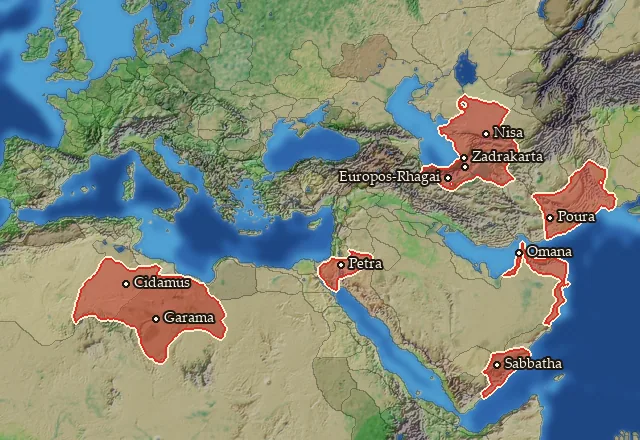 Nisa
Zadrakarta
Europos-Rhagai
Poura
Omana
Petra
Cidamus
Garama
Sabbatha